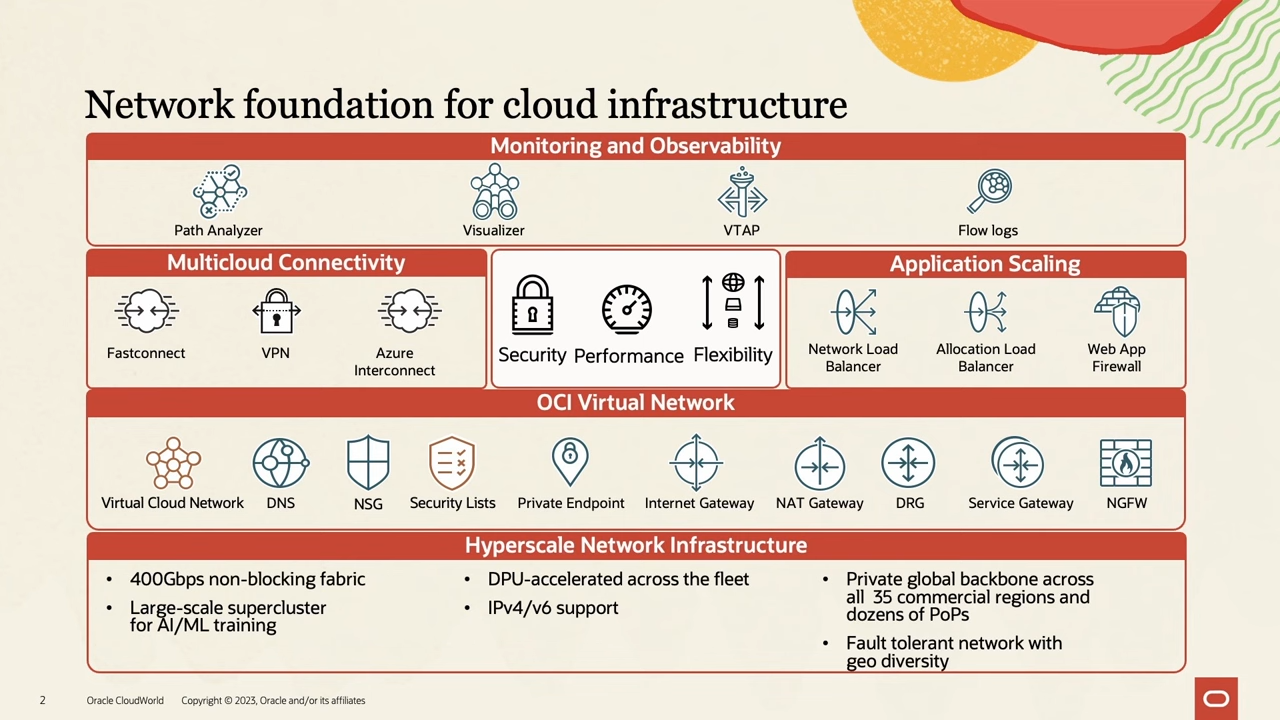 Network foundation for cloud infrastructure
Monitoring and Observability
Path Analyzer
Visualizer
VTAP
Flow logs
Multicloud Connectivity
Fastconnect
VPN
Azure
Interconnect
Security
Performance
Flexibility
Application Scaling
Network Load
Balancer
Allocation Load
Balancer
Web App
Firewall
OCI Virtual Network
Virtual Cloud Network
DNS
NSG
Security Lists
Private Endpoint
Internet Gateway
NAT Gateway
DRG
Service Gateway
NGFW
Hyperscale Network Infrastructure
• 400Gbps non-blocking fabric
• Large-scale supercluster
for AI/ML training
• DPU-accelerated across the fleet
• IPv4/v6 support
• Private global backbone across
all 35 commercial regions and
dozens of PoPs
• Fault tolerant network with
geo diversity
2
Oracle CloudWorld
Copyright © 2023, Oracle and/or its affiliates